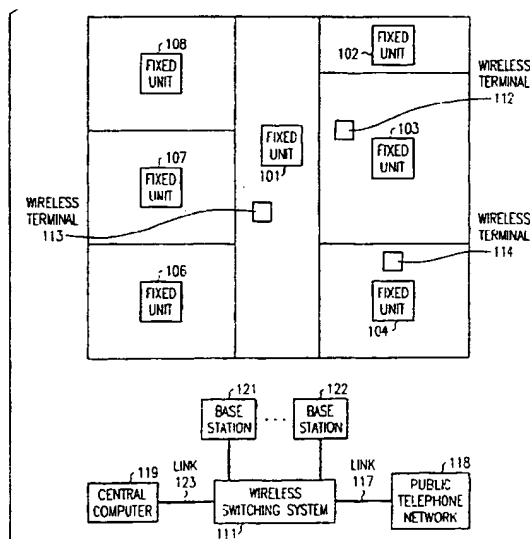 108
FIXED
UNIT
102
FIXED
UNIT
WIRELESS
TERMINAL
112
FIXED
UNIT
101
103
FIXED
UNIT
107
FIXED
UNIT
WIRELESS
TERMINAL
113
WIRELESS
TERMINAL
114
106
FIXED
UNIT
FIXED
UNIT
104
121
BASE
STATION
...
122
BASE
STATION
119
CENTRAL
COMPUTER
LINK
123
WIRELESS
SWITCHING SYSTEM
111
LINK
117
118
PUBLIC
TELEPHONE
NETWORK